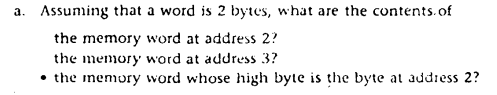 a. Assuming that a word is 2 bytes, what are the contents of
the memory word at address 2?
the memory word at address 3?
• the memory word whose high byte is the byte at address 2?